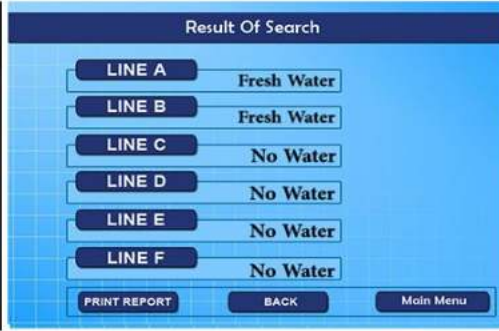 Result Of Search
LINE A
Fresh Water
LINE B
Fresh Water
LINE C
No Water
LINE D
No Water
LINE E
No Water
LINE F
No Water
PRINT REPORT BACK Main Menu